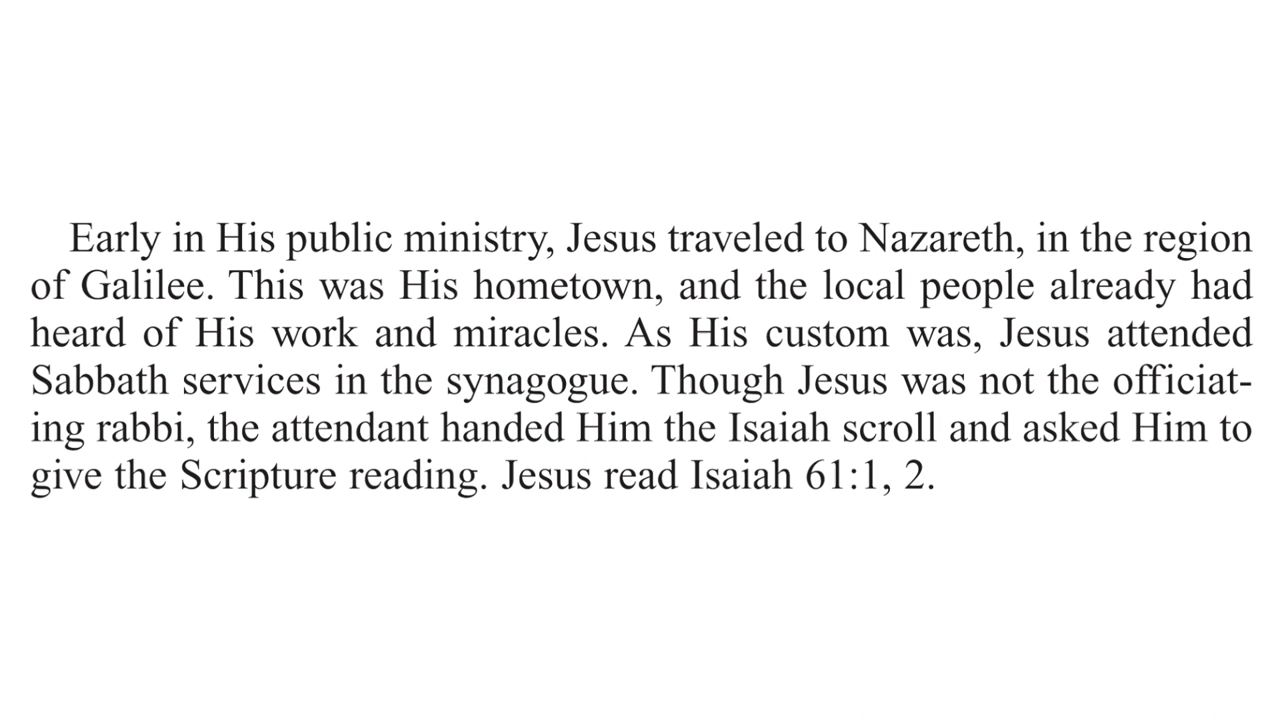 Early in His public ministry, Jesus traveled to Nazareth, in the region
of Galilee. This was His hometown, and the local people already had
heard of His work and miracles. As His custom was, Jesus attended
Sabbath services in the synagogue. Though Jesus was not the officiat-
ing rabbi, the attendant handed Him the Isaiah scroll and asked Him to
give the Scripture reading. Jesus read Isaiah 61:1, 2.